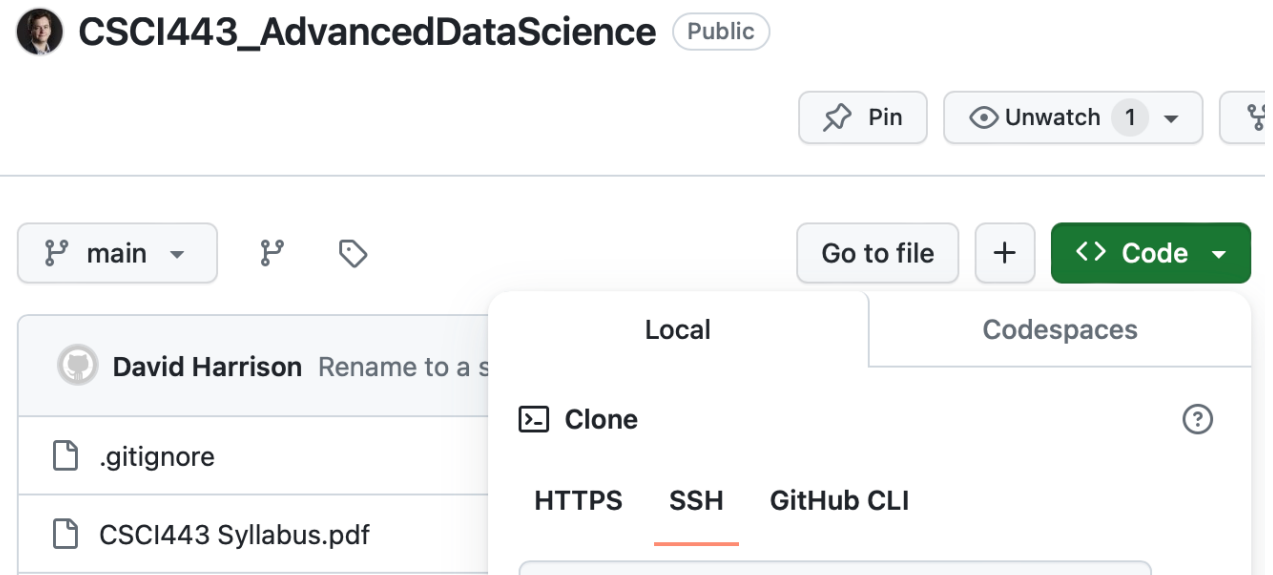 CSCI443_AdvancedDataScience Public
Pin Unwatch 1
main Go to file + Code
Local Codespaces
David Harrison Rename to a s
Clone
.gitignore
HTTPS SSH GitHub CLI
CSCI443 Syllabus.pdf